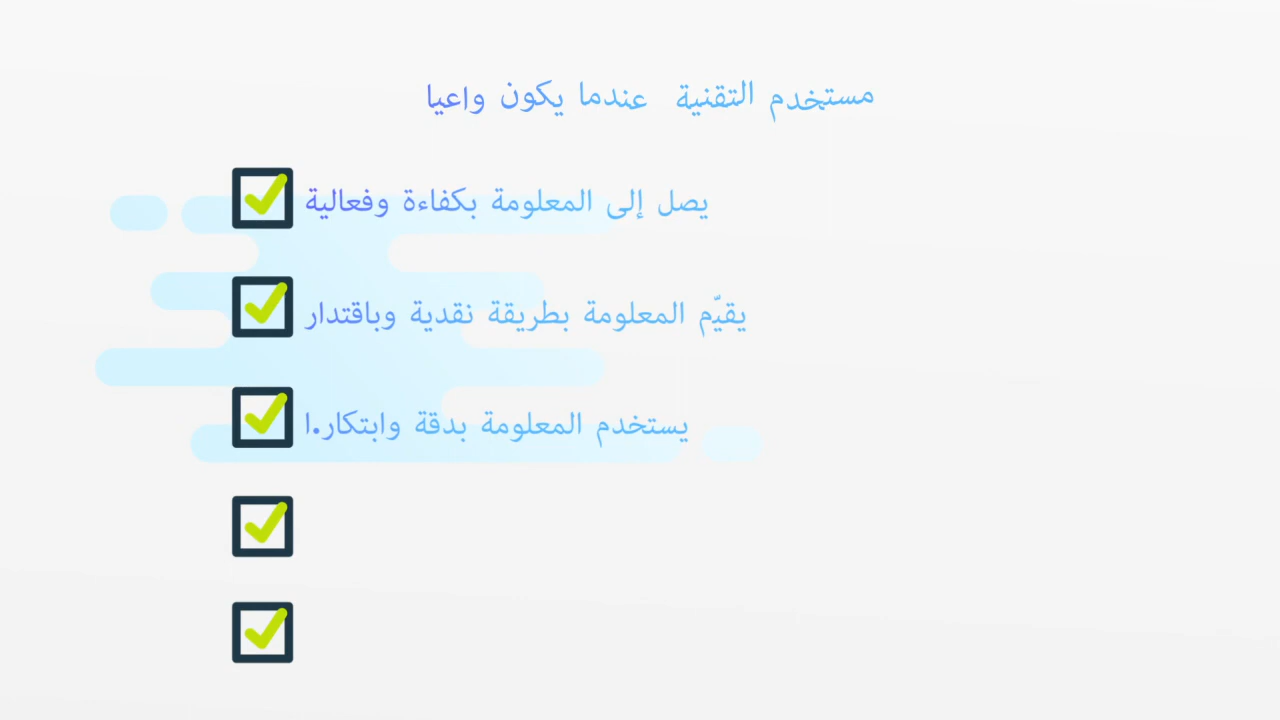 مستخدم التقنية عندما يكون واعيا
يصل إلى المعلومة بكفاءة وفعالية
يقيّم المعلومة بطريقة نقدية وباقتدار
يستخدم المعلومة بدقة وابتكار.ا